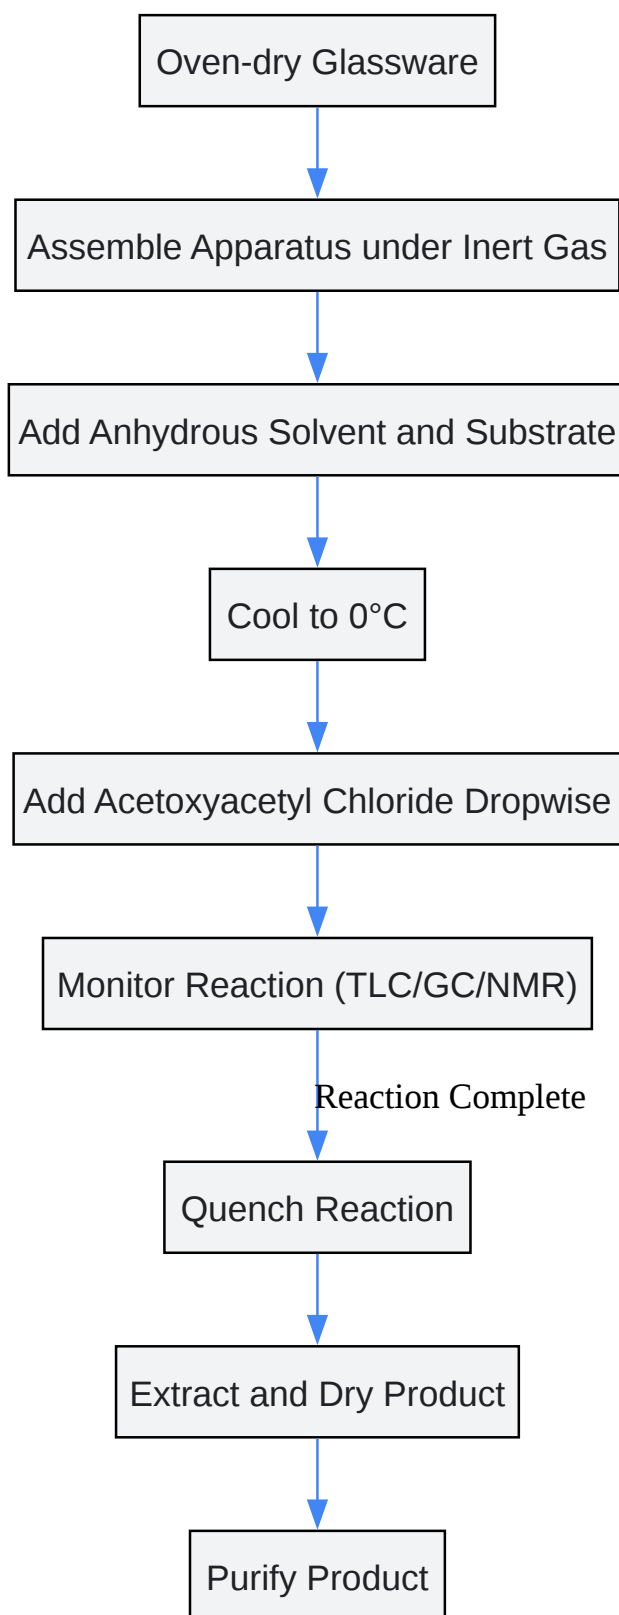 Oven-dry Glassware
Assemble Apparatus under Inert Gas
Add Anhydrous Solvent and Substrate
Cool to 0°C
Add Acetoxyacetyl Chloride Dropwise
Monitor Reaction (TLC/GC/NMR)
Reaction Complete
Quench Reaction
Extract and Dry Product
Purify Product